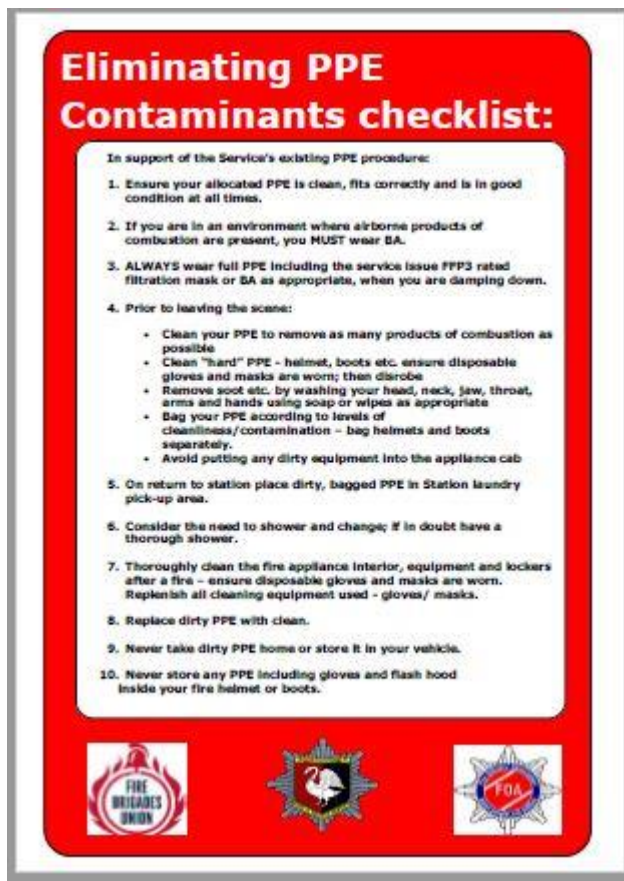 Eliminating PPE
Contaminants checklist:
In support of the Service's existing PPE procedure:
1. Ensure your allocated PPE is clean, fits correctly and is in good
condition at all times.
2. If you are in an environment where airborne products of
combustion are present, you MUST wear BA.
3. ALWAYS wear full PPE including the service issue FFP3 rated
filtration mask or BA as appropriate, when you are damping down.
4. Prior to leaving the scene:
• Clean your PPE to remove as many products of combustion as
possible
• Clean "hard" PPE - helmet, boots etc. ensure disposable
gloves and masks are worn; then disrobe
• Remove soot etc. by washing your head, neck, jaw, throat,
arms and hands using soap or wipes as appropriate
• Bag your PPE according to levels of
cleanliness/contamination – bag helmets and boots
separately.
• Avoid putting any dirty equipment into the appliance cab
5. On return to station place dirty, bagged PPE in Station laundry
pick-up area.
6. Consider the need to shower and change; if in doubt have a
thorough shower.
7. Thoroughly clean the fire appliance interior, equipment and lockers
after a fire – ensure disposable gloves and masks are worn.
Replenish all cleaning equipment used - gloves/ masks.
8. Replace dirty PPE with clean.
9. Never take dirty PPE home or store it in your vehicle.
10. Never store any PPE including gloves and flash hood
inside your fire helmet or boots.
FIRE
BRIGADES
UNION
FOA